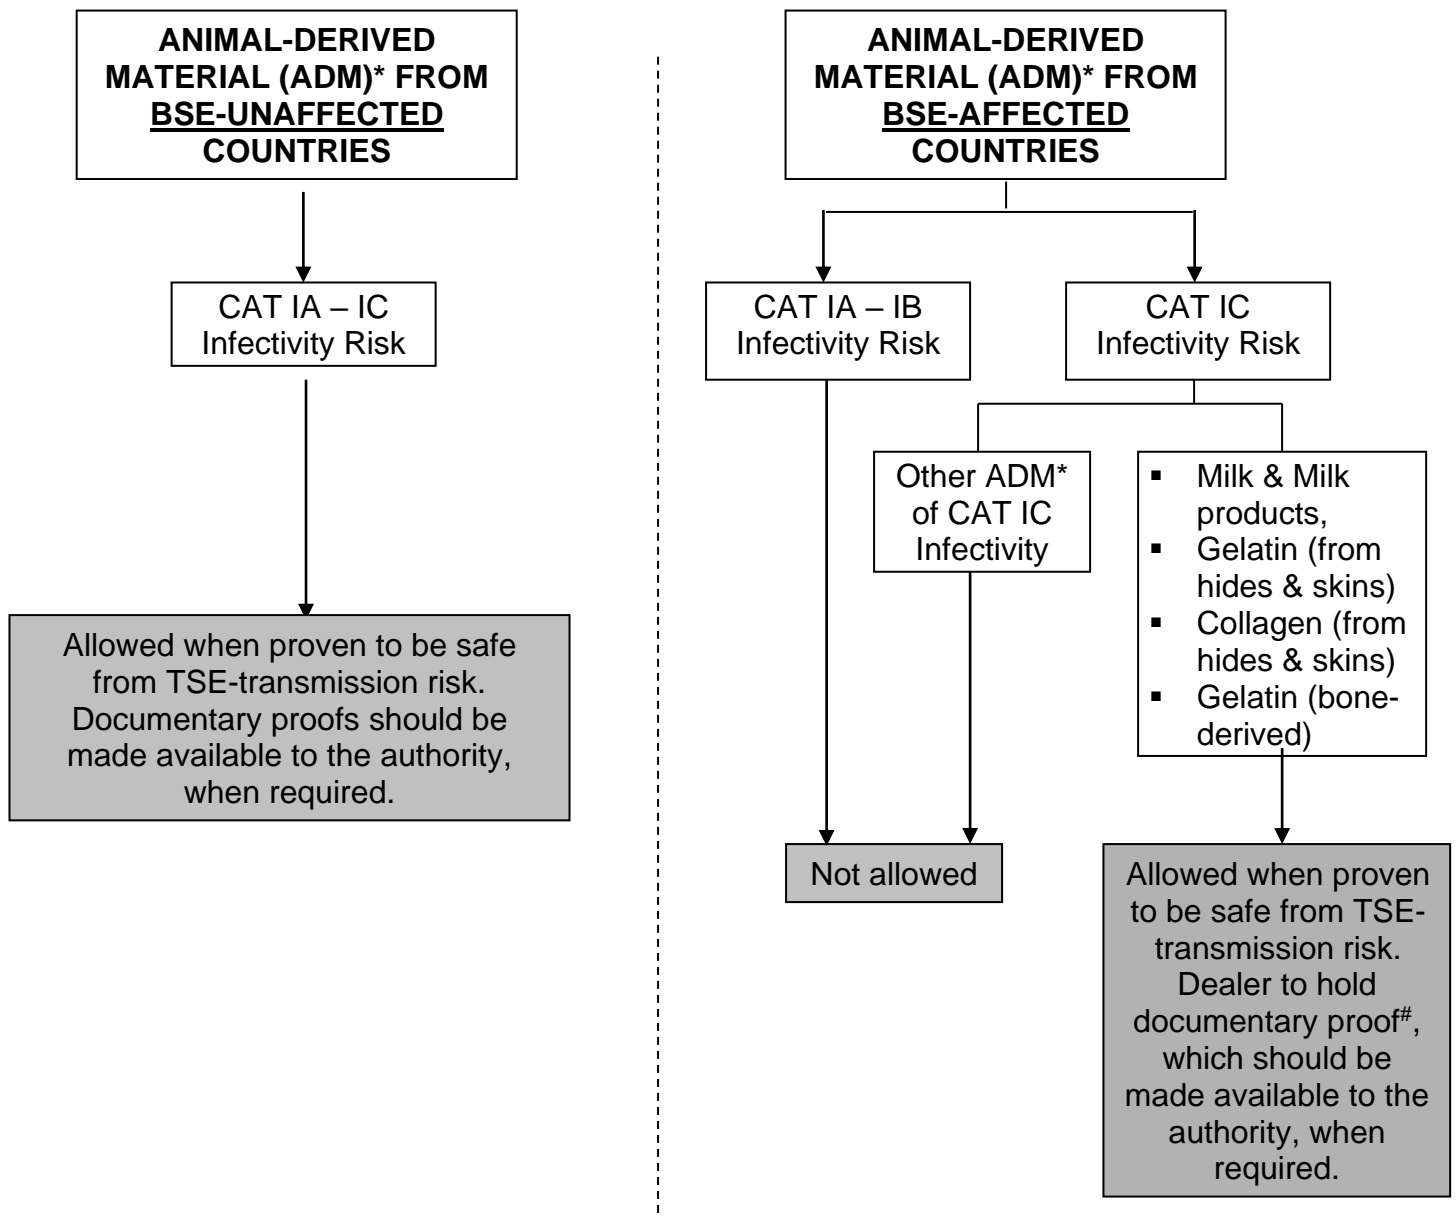 ANIMAL-DERIVED
MATERIAL (ADM)* FROM
BSE-UNAFFECTED
COUNTRIES
CAT IA – IC
Infectivity Risk
Allowed when proven to be safe
from TSE-transmission risk.
Documentary proofs should be
made available to the authority,
when required.
ANIMAL-DERIVED
MATERIAL (ADM)* FROM
BSE-AFFECTED
COUNTRIES
CAT IA – IB
Infectivity Risk
CAT IC
Infectivity Risk
Other ADM*
of CAT IC
Infectivity
▪ Milk & Milk
products,
▪ Gelatin (from
hides & skins)
▪ Collagen (from
hides & skins)
▪ Gelatin (bone-
derived)
Not allowed
Allowed when proven
to be safe from TSE-
transmission risk.
Dealer to hold
documentary proof#,
which should be
made available to the
authority, when
required.